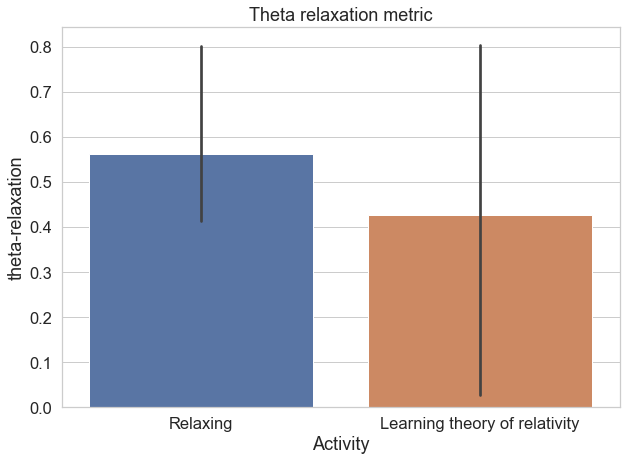 Theta relaxation metric
theta-relaxation
0.8
0.7
0.6
0.5
0.4
0.3
0.2
0.1
0.0
Relaxing
Learning theory of relativity
Activity